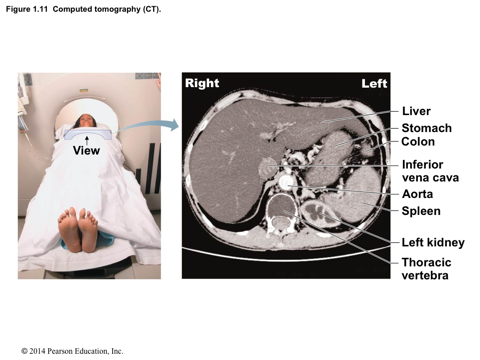 Figure 1.11  Computed tomography (CT).
Right
Left
View
Liver
Stomach
Colon
Inferior
vena cava
Aorta
Spleen
Left kidney
Thoracic
vertebra
© 2014 Pearson Education, Inc.